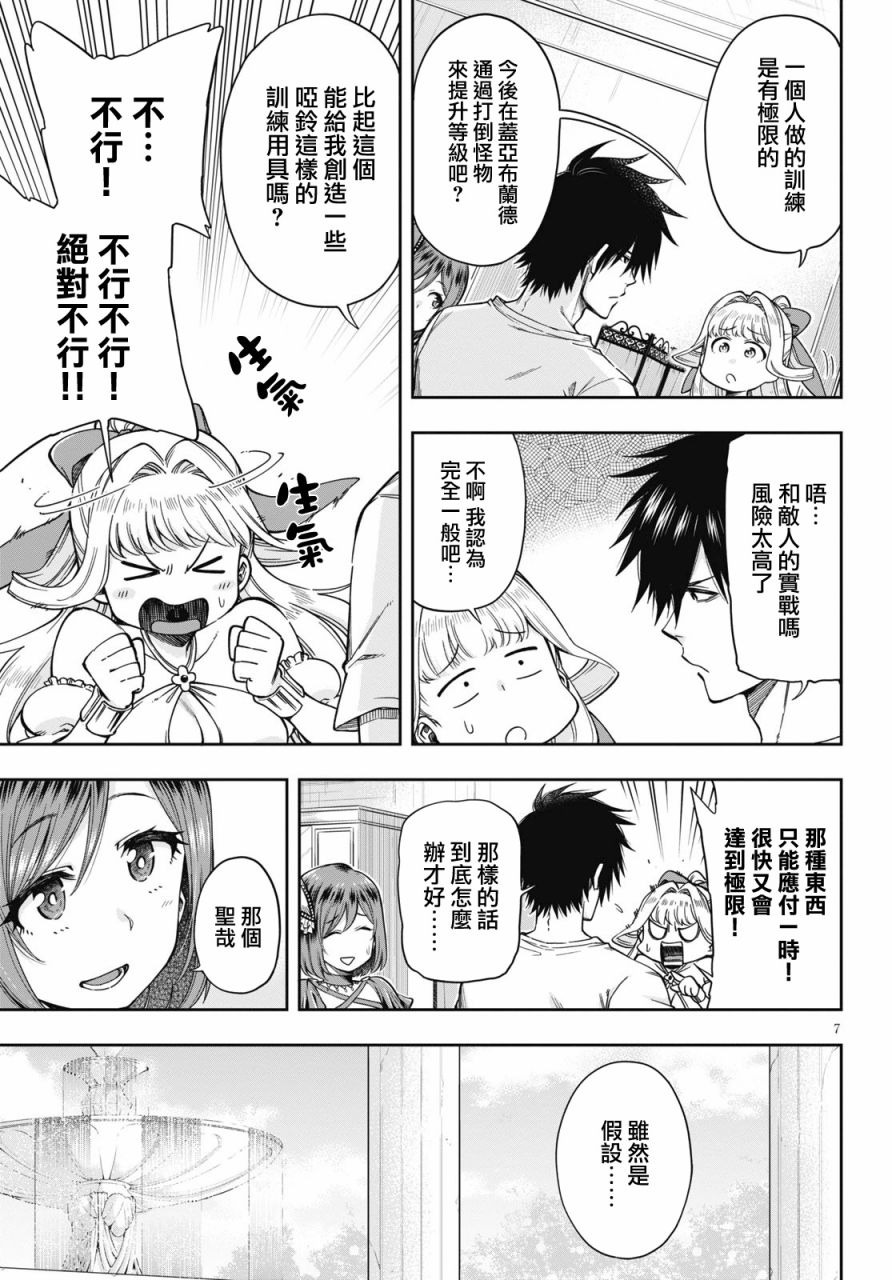 一個人做的訓練
是有極限的
今後在蓋亞布蘭德
通過打倒怪物
來提升等級吧？
唔…
和敵人的實戰嗎
風險太高了
不啊 我認為
完全一般吧…
比起這個
能給我創造一些
啞鈴這樣的
訓練用具嗎？
不…
不行！
不行不行！
絕對不行!!
生氣
生氣
那種東西
只能應付一時！
很快又會
達到極限！
那樣的話
到底怎麼
辦才好……
那個
聖哉
7
雖然是
假設……